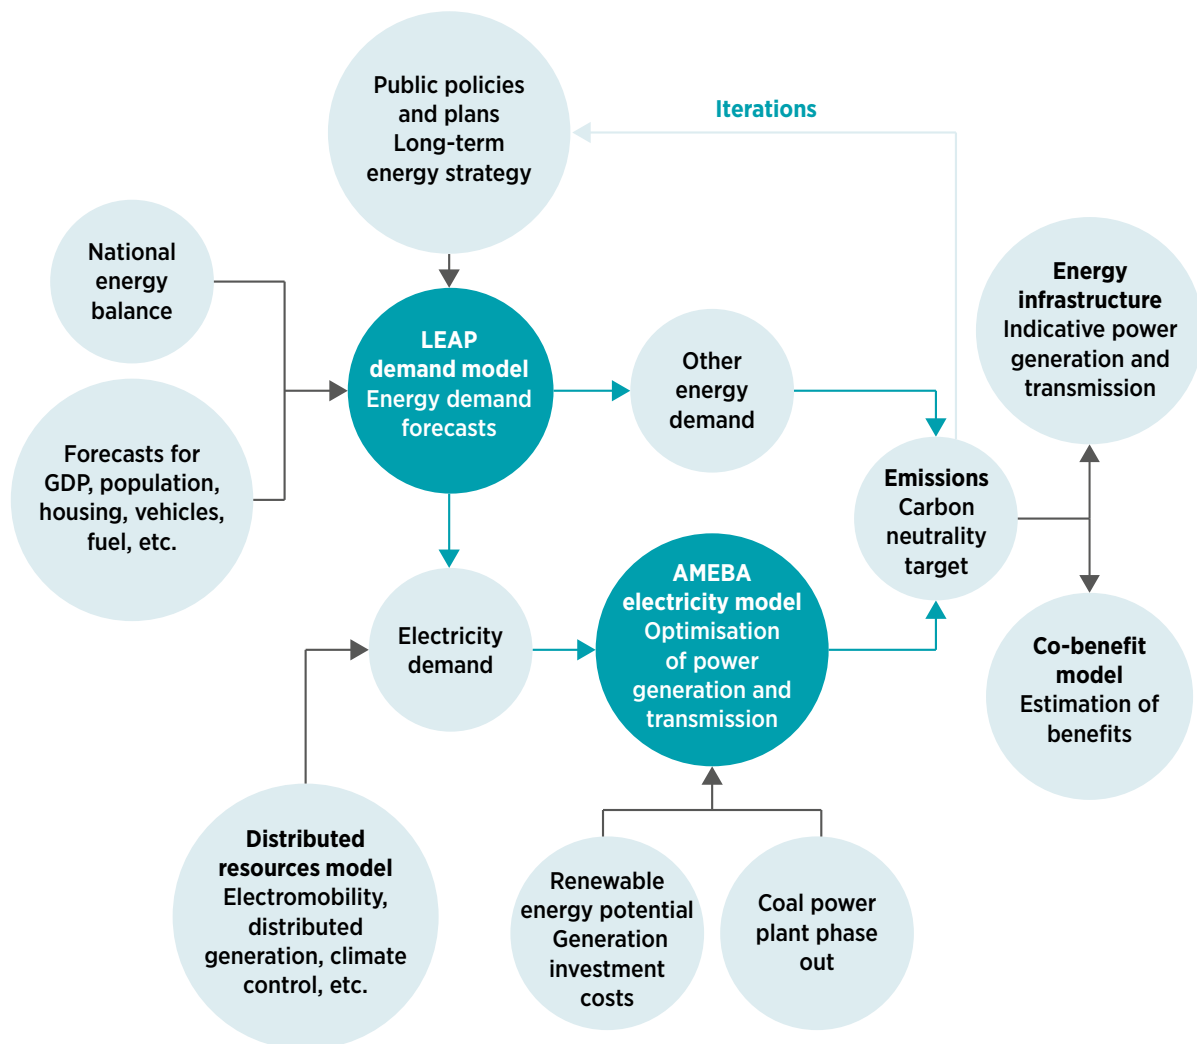 Public policies
and plans
Long-term
energy strategy
Iterations
National
energy
balance
Energy
infrastructure
Indicative power
generation and
transmission
LEAP
demand model
Energy demand
forecasts
Other
energy
demand
Forecasts for
GDP, population,
housing, vehicles,
fuel, etc.
Emissions
Carbon
neutrality
target
AMEBA
electricity model
Optimisation
of power
generation and
transmission
Electricity
demand
Co-benefit
model
Estimation of
benefits
Distributed
resources model
Electromobility,
distributed
generation, climate
control, etc.
Renewable
energy potential
Generation
investment
costs
Coal power
plant phase
out